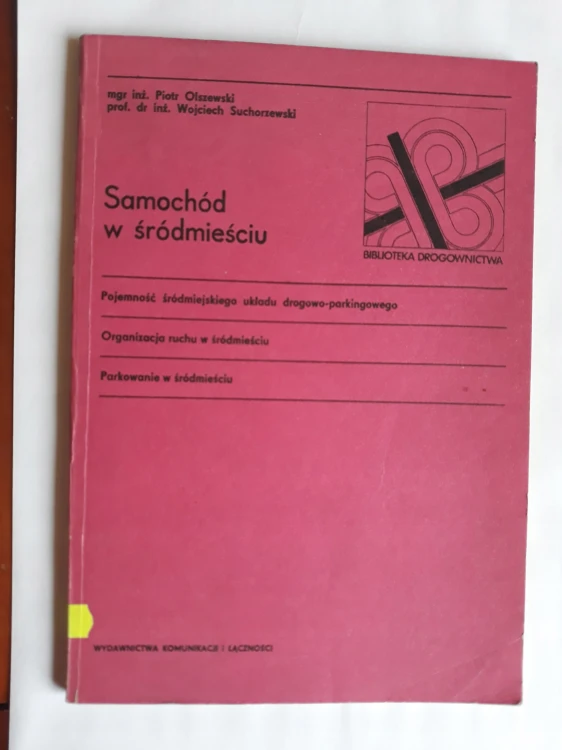 mgr inż. Piotr Olszewski
prof. dr inż. Wojciech Suchorzewski
BIBLIOTEKA DROGOWNICTWA
Samochód
w śródmieściu
Pojemność śródmiejskiego układu drogowo-parkingowego
Organizacja ruchu w śródmieściu
Parkowanie w śródmieściu
WYDAWNICTWA KOMUNIKACJI i ŁĄCZNOŚCI